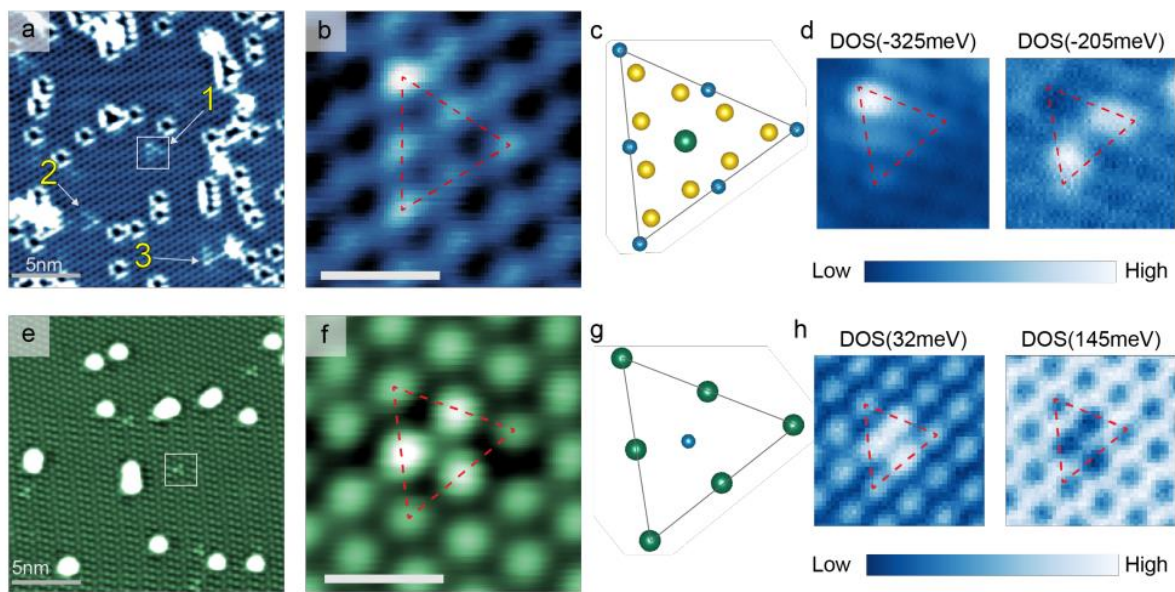 a
b
c
d
DOS(-325meV)
DOS(-205meV)
1
2
3
5nm
Low
High
e
f
g
h
DOS(32meV)
DOS(145meV)
5nm
Low
High